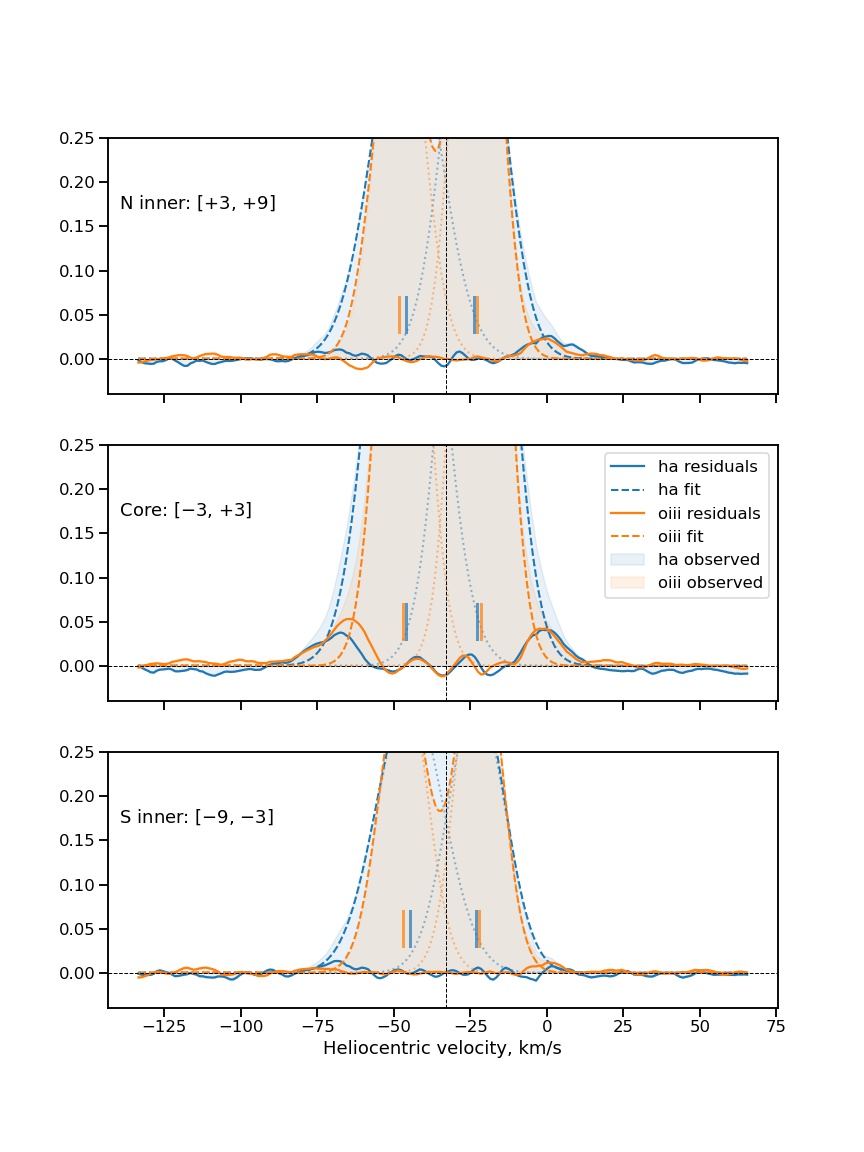 0.25
0.20
N inner: [+3, +9]
0.15
0.10
0.05
0.00
0.25
0.20
Core: [−3, +3]
0.15
0.10
0.05
0.00
ha residuals
ha fit
oiii residuals
oiii fit
ha observed
oiii observed
0.25
0.20
S inner: [−9, −3]
0.15
0.10
0.05
0.00
−125 −100 −75 −50 −25 0 25 50 75
Heliocentric velocity, km/s